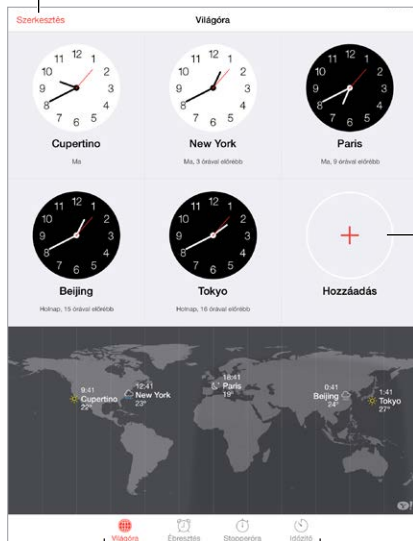 Szerkesztés
Világóra
Cupertino
New York
Paris
Ma
Ma, 3 órával előrébb
Ma, 9 órával előrébb
Beijing
Tokyo
Hozzáadás
Holnap, 15 órával előrébb
Holnap, 16 órával előrébb
9:41
Cupertino
22°
12:41
New York
23°
18:41
Paris
19°
0:41
Beijing
24°
1:41
Tokyo
27°
Világóra
Ébresztés
Stopperóra
Időzítő